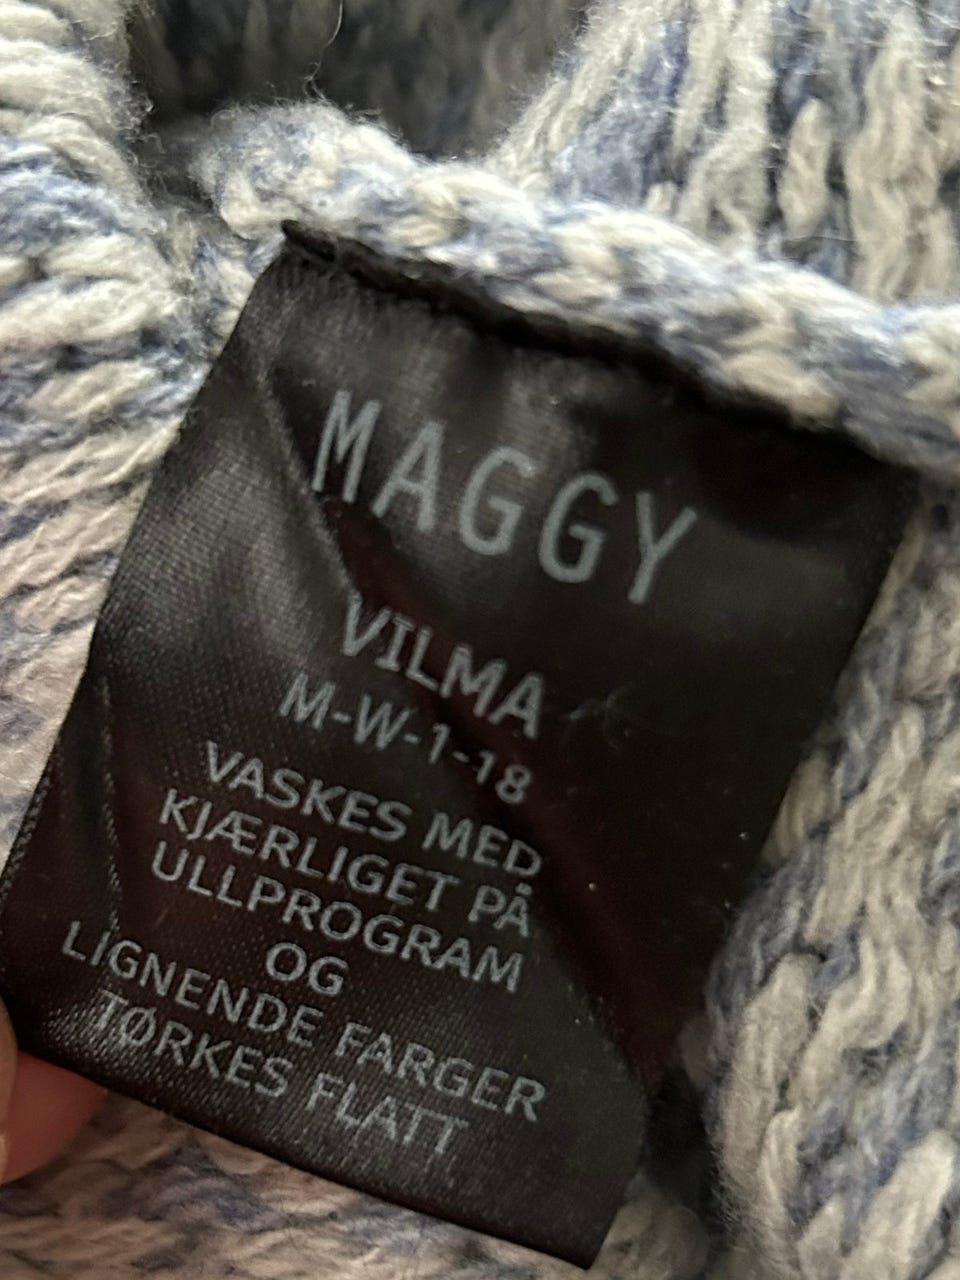 MAGGY
VILMA
M-W-1-18
VASKES MED
KJÆRLIGET PÅ
ULLPROGRAM
OG
LIGNENDE FARGER
TØRKES FLATT